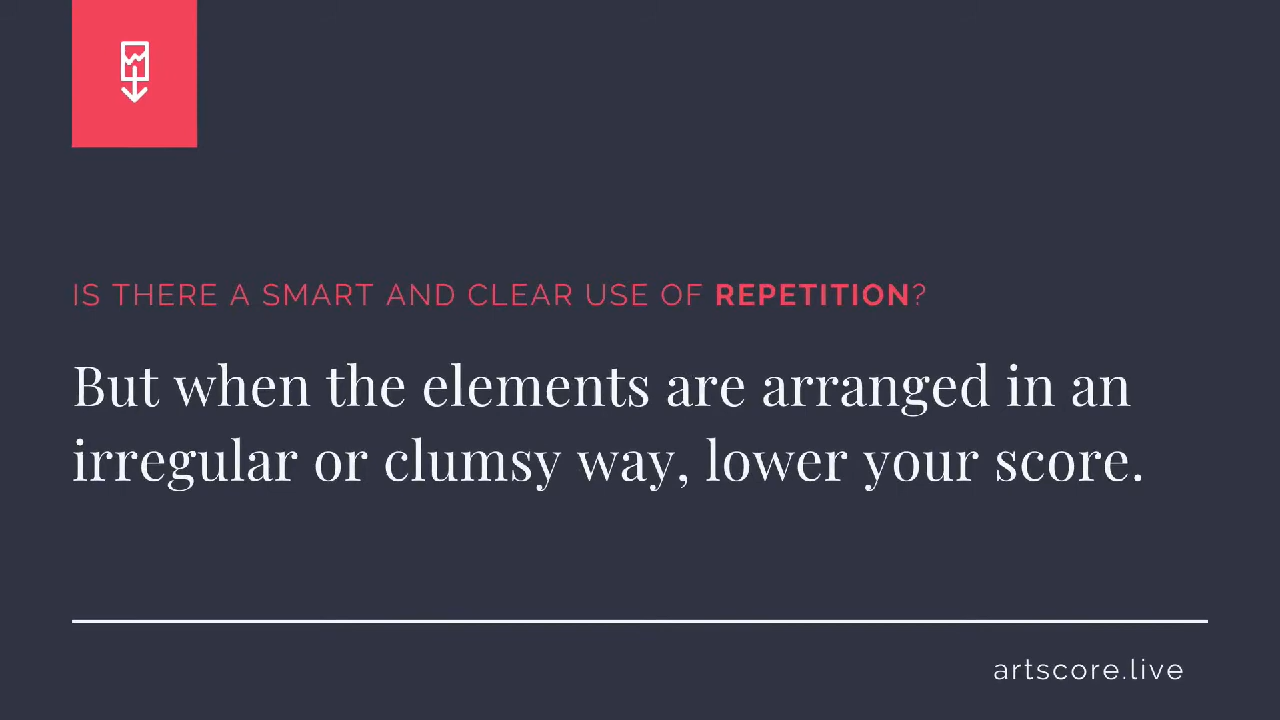 IS THERE A SMART AND CLEAR USE OF REPETITION?
But when the elements are arranged in an
irregular or clumsy way, lower your score.
artscore.live